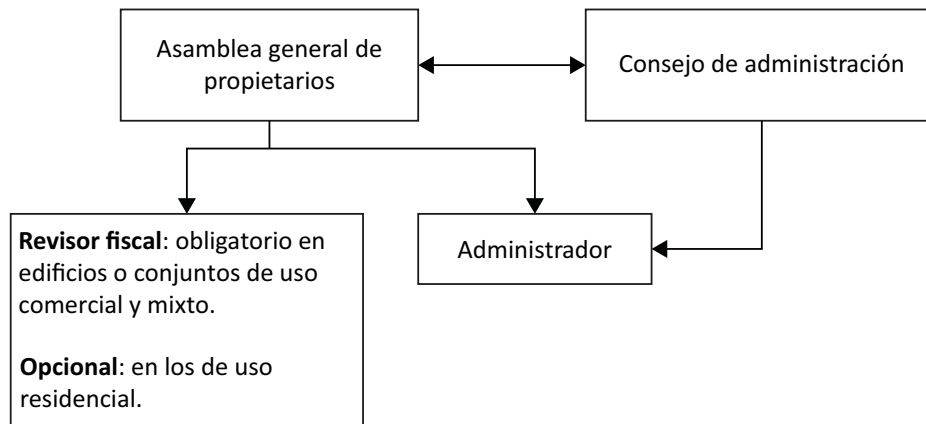 Asamblea general de
propietarios
Consejo de administración
Revisor fiscal: obligatorio en
edificios o conjuntos de uso
comercial y mixto.
Opcional: en los de uso
residencial.
Administrador